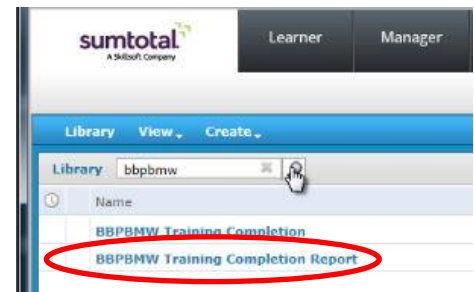 sumtotal
A Skillsoft Company
Learner Manager
Library View Create
Library bbpbmw
Name
BBPBMW Training Completion
BBPBMW Training Completion Report